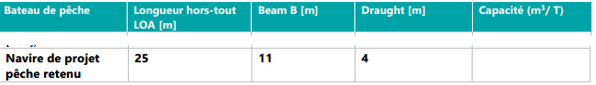 Bateau de pêche Longueur hors-tout LOA [m] Beam B [m] Draught [m] Capacité (m³/ T)
Navire de projet pêche retenu 25 11 4